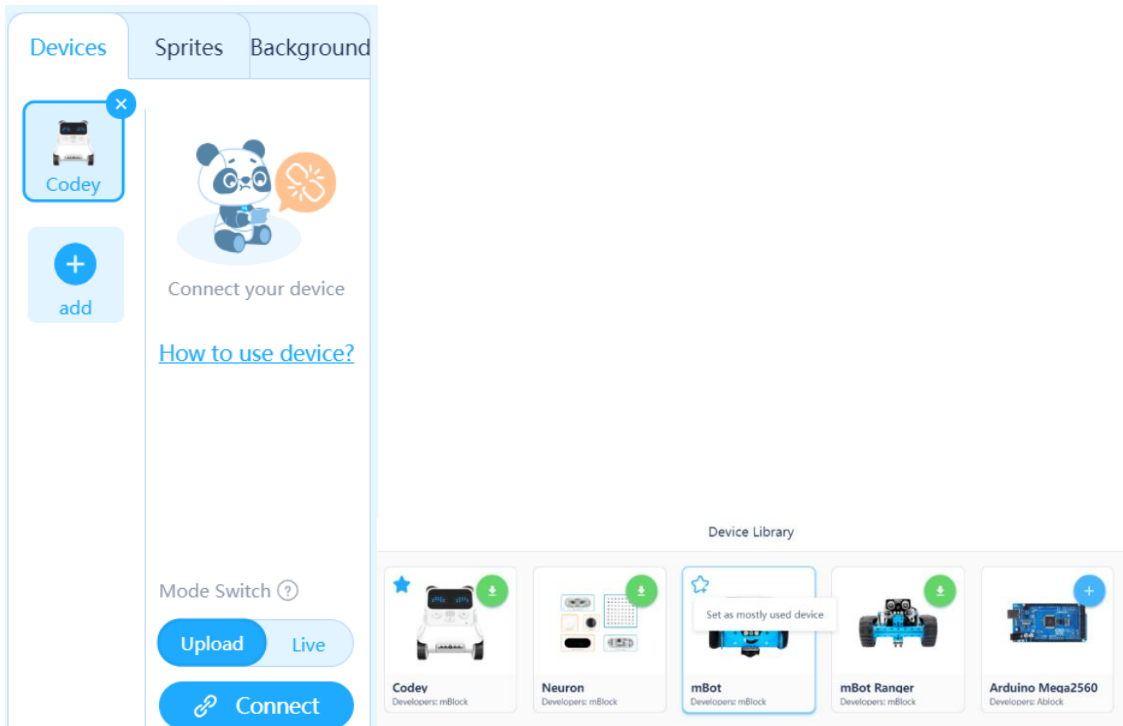 Devices
Sprites
Background
Codey
add
Connect your device
How to use device?
Mode Switch ?
Upload
Live
Connect
Device Library
Set as mostly used device
Codey
Developers: mBlock
Neuron
Developers: mBlock
mBot
Developers: mBlock
mBot Ranger
Developers: mBlock
Arduino Mega2560
Developers: Ablock